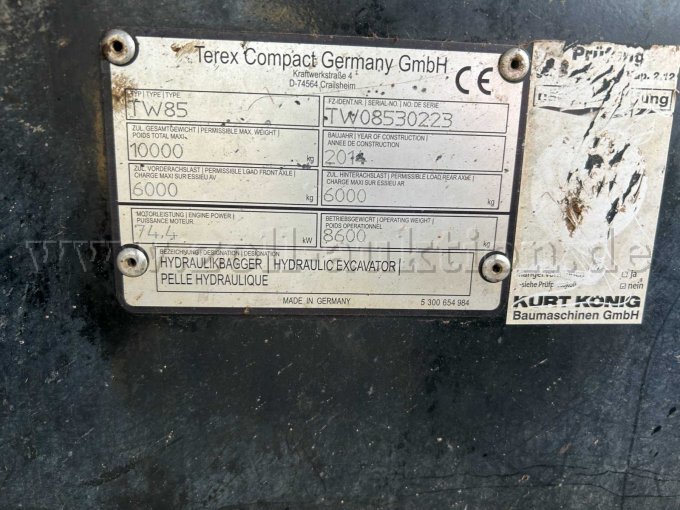 Terex Compact Germany GmbH
Kraftwerkstraße 4
D-74564 Crailsheim
CE
TYP | TYPE | TYPE
TW85
FZ-IDENT.NR. | SERIAL-NO. | NO. DE SERIE
TW08530223
ZUL. GESAMTGEWICHT | PERMISSIBLE MAX. WEIGHT |
POIDS TOTAL MAXI
10000 kg
BAUJAHR | YEAR OF CONSTRUCTION |
ANNEE DE CONSTRUCTION
2014
ZUL. VORDERACHSLAST | PERMISSIBLE LOAD FRONT AXLE |
CHARGE MAXI SUR ESSIEU AV
6000 kg
ZUL. HINTERACHSLAST | PERMISSIBLE LOAD REAR AXLE |
CHARGE MAXI SUR ESSIEU AR
6000 kg
MOTORLEISTUNG | ENGINE POWER |
PUISSANCE MOTEUR
74.4 kW
BETRIEBSGEWICHT | OPERATING WEIGHT |
POIDS OPERATIONNEL
8600 kg
BEZEICHNUNG | DESIGNATION | DESIGNATION
HYDRAULIKBAGGER | HYDRAULIC EXCAVATOR |
PELLE HYDRAULIQUE
MADE IN GERMANY
5 300 654 984
Prüfung
2.12
ja
siehe
nein
KURT KÖNIG
Baumaschinen GmbH